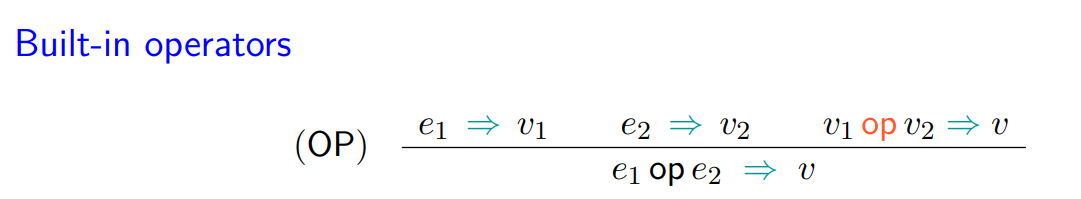 Built-in operators
(OP) e₁ ⇒ v₁ e₂ ⇒ v₂ v₁ op v₂ ⇒ v
e₁ op e₂ ⇒ v